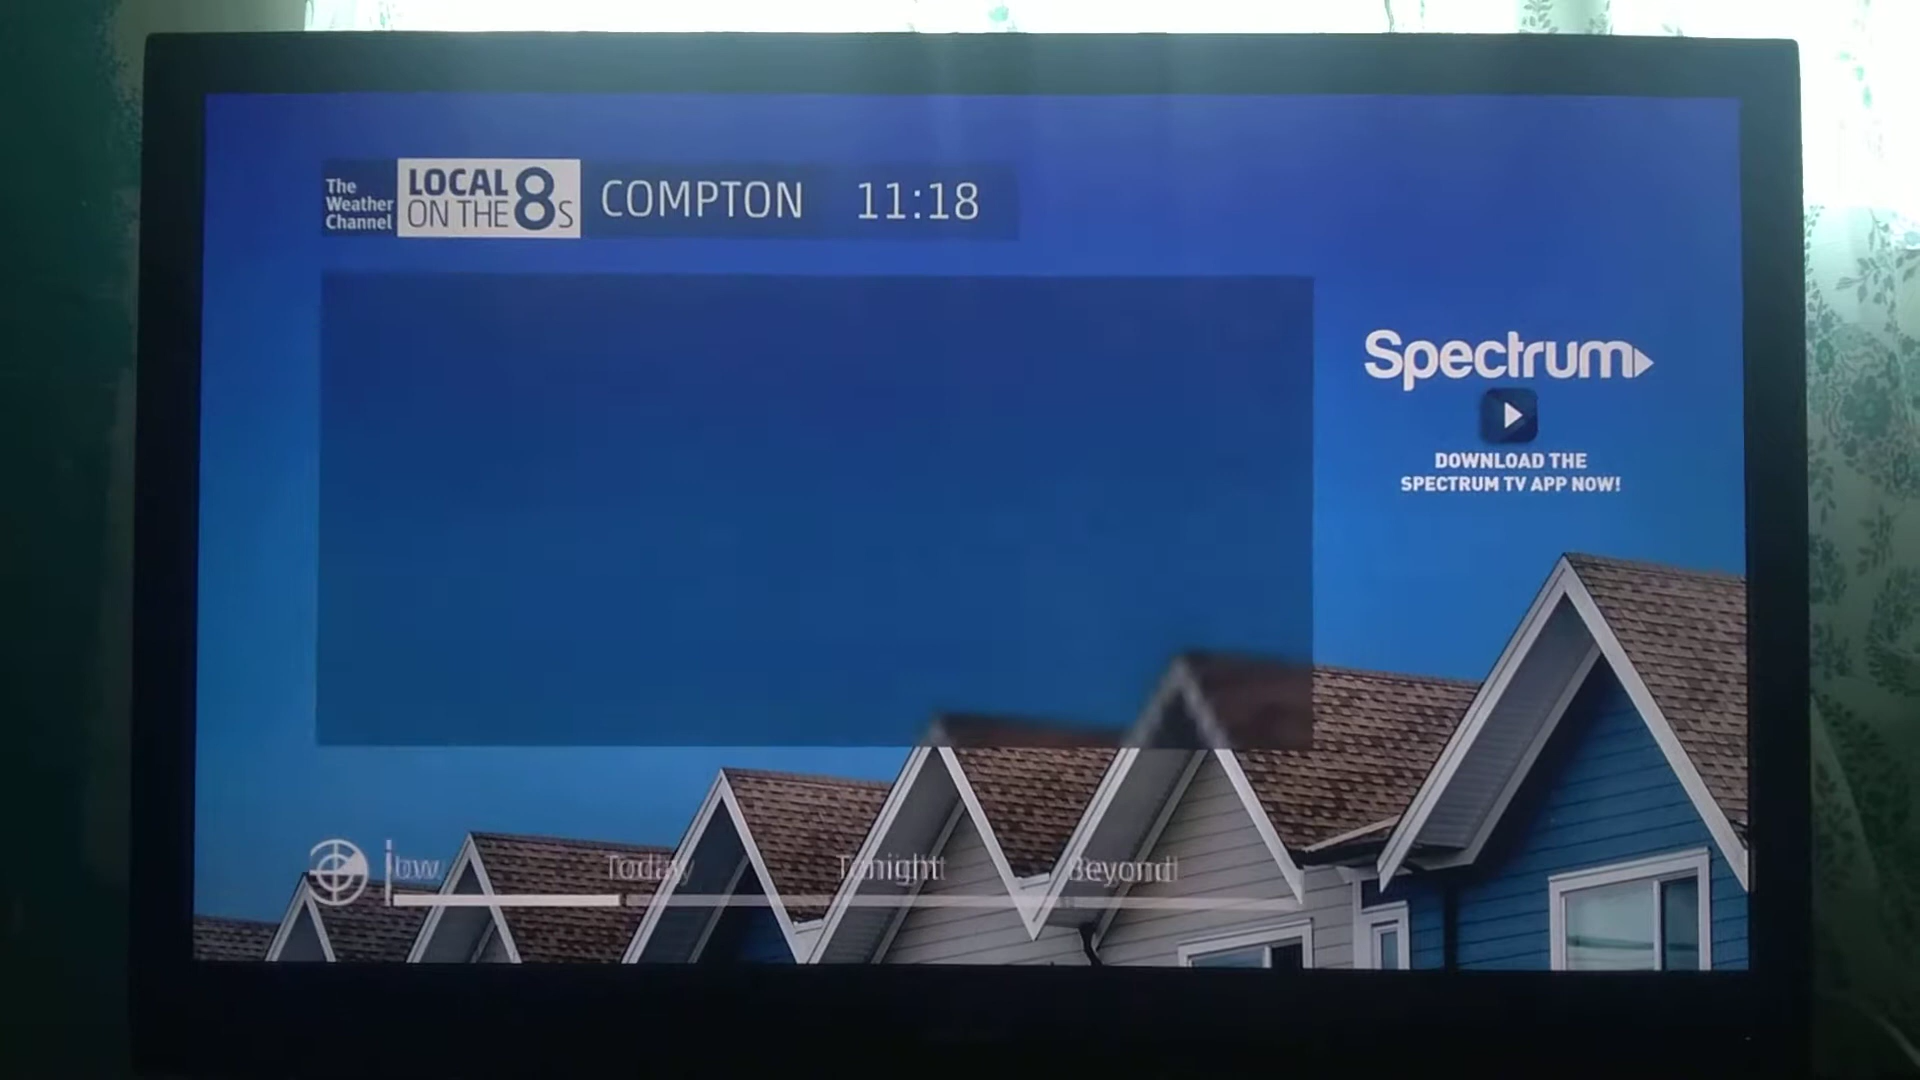 The
Weather
Channel
LOCAL
ON THE 8s
COMPTON 11:18
Spectrum
DOWNLOAD THE
SPECTRUM TV APP NOW!
Today Tonight Beyond